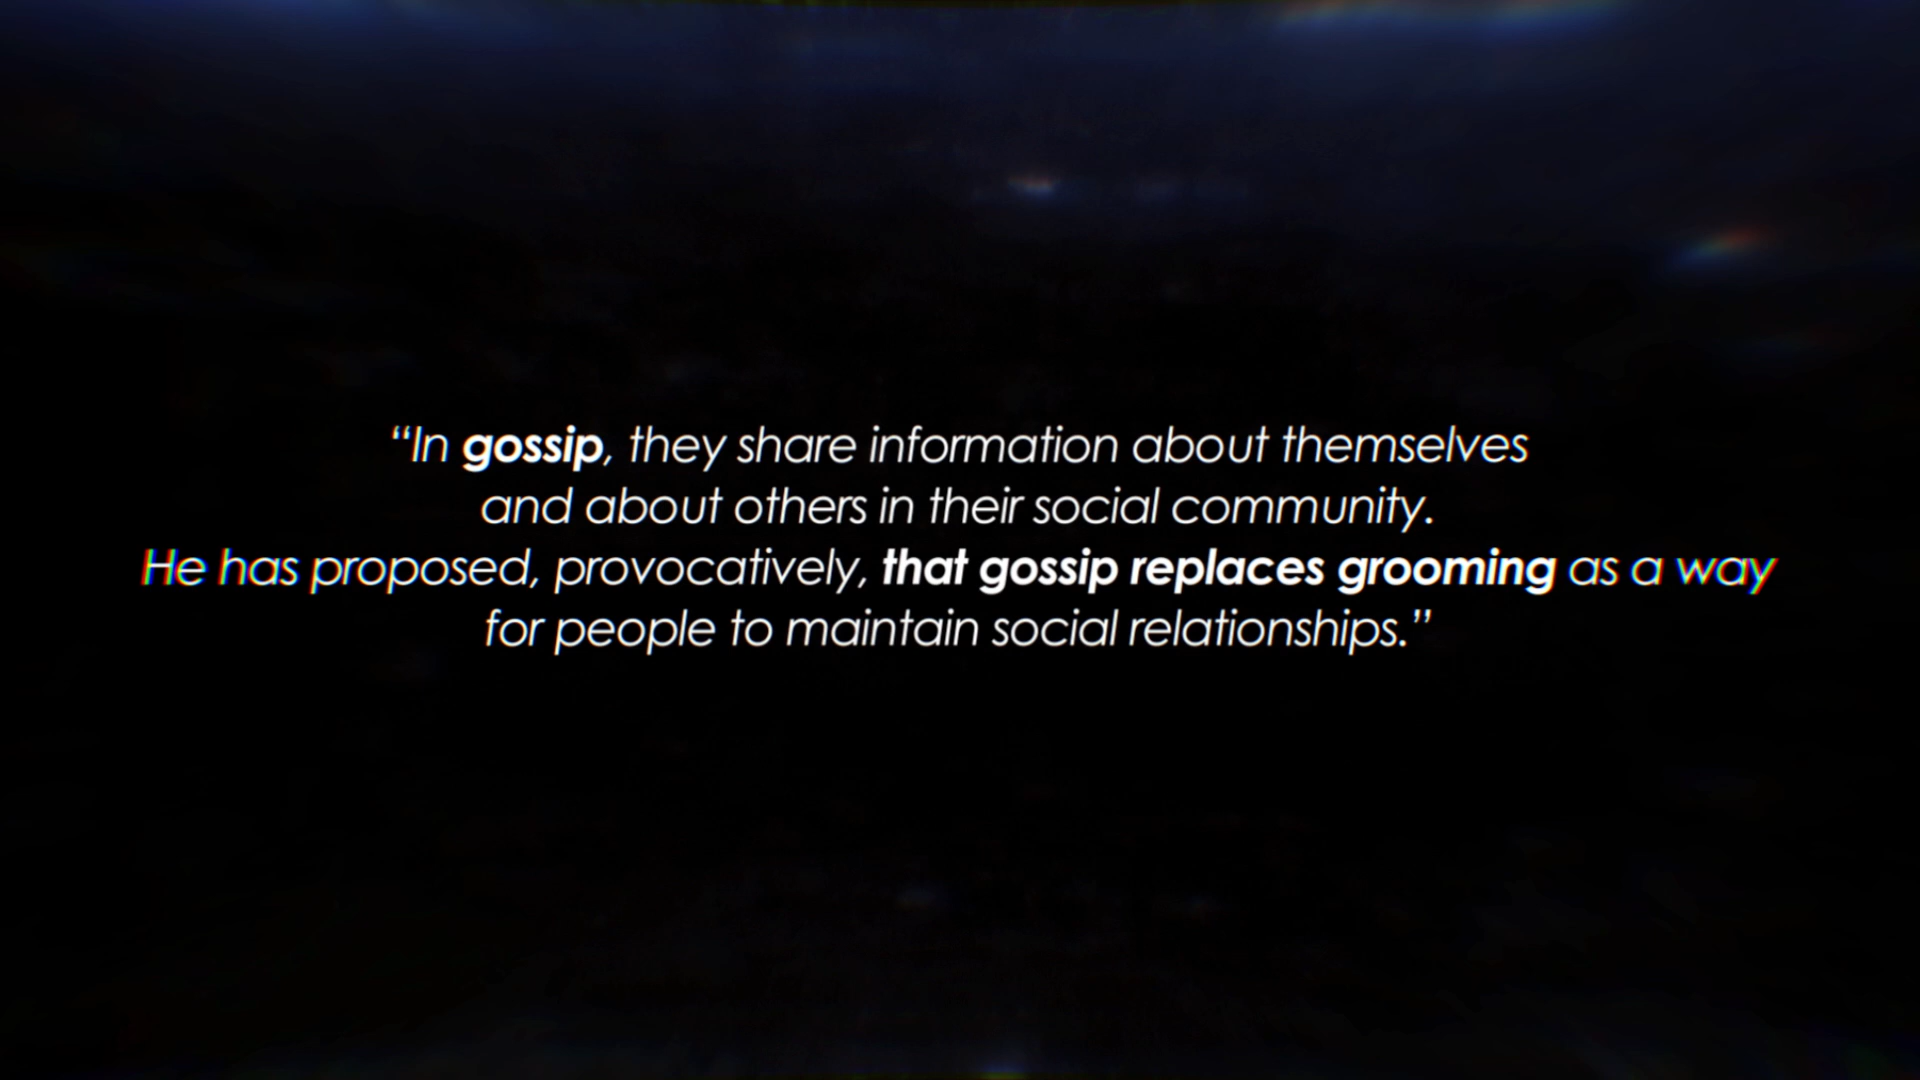 “In gossip, they share information about themselves
and about others in their social community.
He has proposed, provocatively, that gossip replaces grooming as a way
for people to maintain social relationships.”